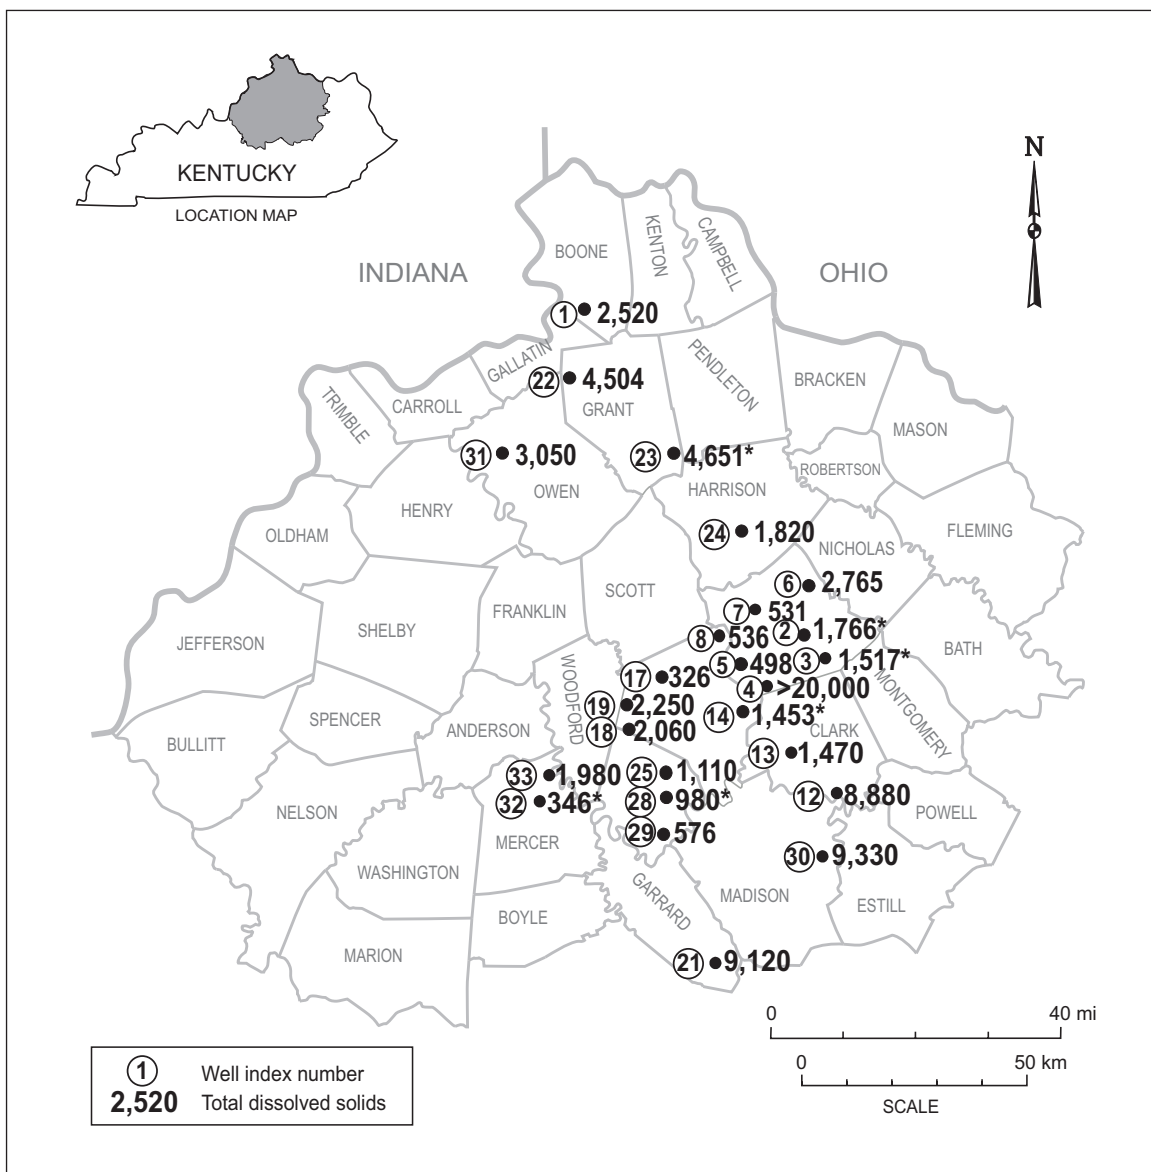 KENTUCKY
LOCATION MAP
N
INDIANA
OHIO
BOONE
KENTON
CAMPBELL
1 2,520
GALLATIN
22 4,504
GRANT
PENDLETON
BRACKEN
MASON
TRIMBLE
CARROLL
31 3,050
OWEN
23 4,651*
HARRISON
ROBERTSON
HENRY
OLDHAM
24 1,820
NICHOLAS
FLEMING
6 2,765
SCOTT
FRANKLIN
7 531
2 1,766*
8 536
JEFFERSON
SHELBY
BATH
5 498
3 1,517*
WOODFORD
17 326
4 >20,000
MONTGOMERY
19 2,250
14 1,453*
18 2,060
CLARK
SPENCER
ANDERSON
BULLITT
13 1,470
33 1,980
25 1,110
32 346*
28 980*
12 8,880
NELSON
POWELL
29 576
MERCER
30 9,330
WASHINGTON
GARRARD
MADISON
ESTILL
BOYLE
MARION
21 9,120
0 40 mi
0 50 km
SCALE
1 Well index number
2,520 Total dissolved solids